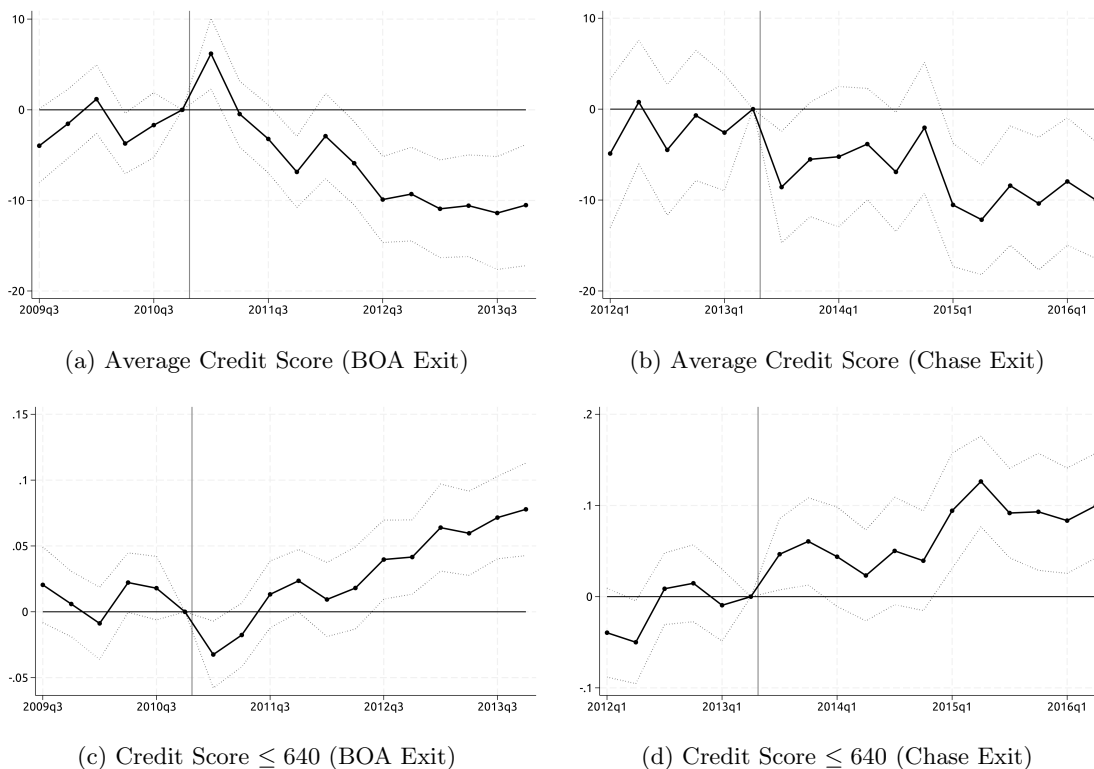 10
0
-10
-20
2009q3 2010q3 2011q3 2012q3 2013q3
(a) Average Credit Score (BOA Exit)
10
0
-10
-20
2012q1 2013q1 2014q1 2015q1 2016q1
(b) Average Credit Score (Chase Exit)
.15
.1
.05
0
-.05
2009q3 2010q3 2011q3 2012q3 2013q3
(c) Credit Score ≤ 640 (BOA Exit)
.2
.1
0
-.1
2012q1 2013q1 2014q1 2015q1 2016q1
(d) Credit Score ≤ 640 (Chase Exit)